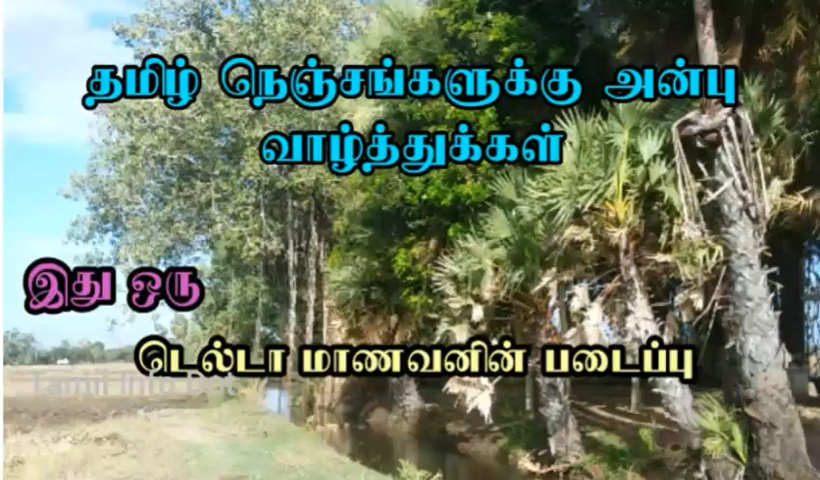 தமிழ் நெஞ்சங்களுக்கு அன்பு
வாழ்த்துக்கள்
இது ஒரு
டெல்டா மாணவனின் படைப்பு